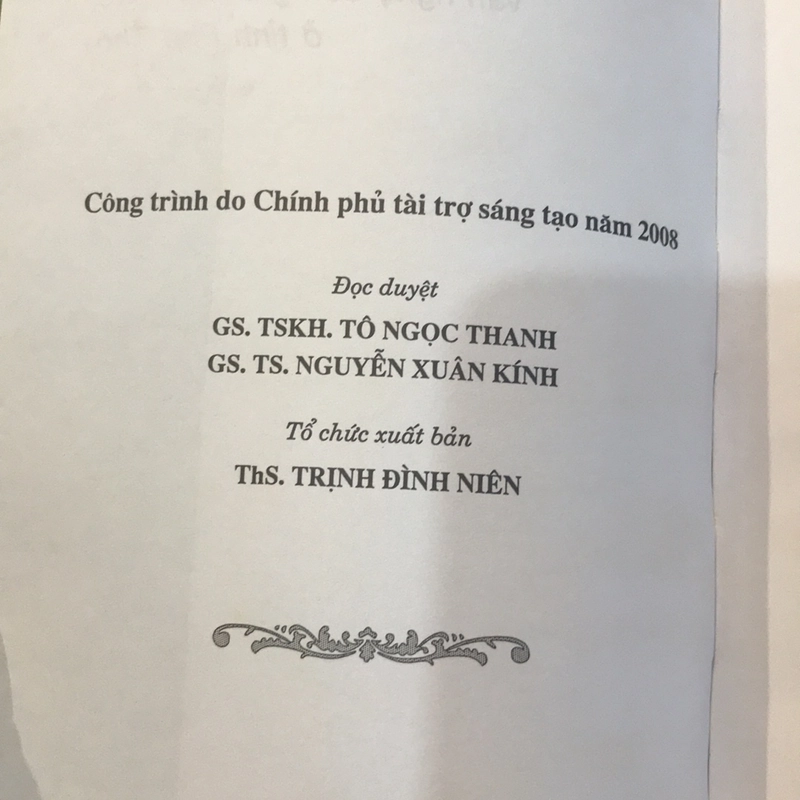 Công trình do Chính phủ tài trợ sáng tạo năm 2008
Đọc duyệt
GS. TSKH. TÔ NGỌC THANH
GS. TS. NGUYỄN XUÂN KÍNH
Tổ chức xuất bản
ThS. TRỊNH ĐÌNH NIÊN